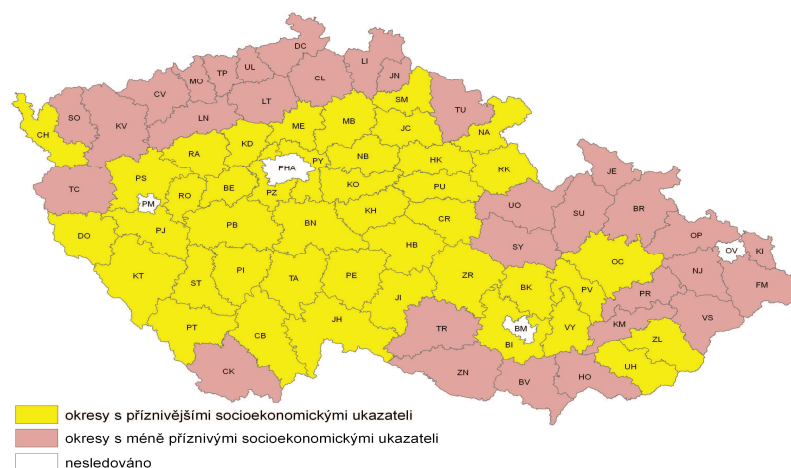 DC
LI
UL
TP
MO
CL
JN
CV
SO
KV
LT
LN
SM
TU
CH
ME
MB
JC
NA
KD
RA
PHA
PY
NB
HK
RK
TC
PS
PM
RO
BE
PZ
KO
PU
JE
UO
SU
BR
DO
PJ
PB
BN
KH
CR
SY
OP
OV
KI
HB
OC
KT
ST
PI
TA
PE
ZR
BK
PV
NJ
FM
PR
JI
PT
CB
JH
TR
BM
BI
VY
KM
VS
ZL
CK
ZN
BV
HO
UH
okresy s příznivějšími socioekonomickými ukazateli
okresy s méně příznivými socioekonomickými ukazateli
nesledováno